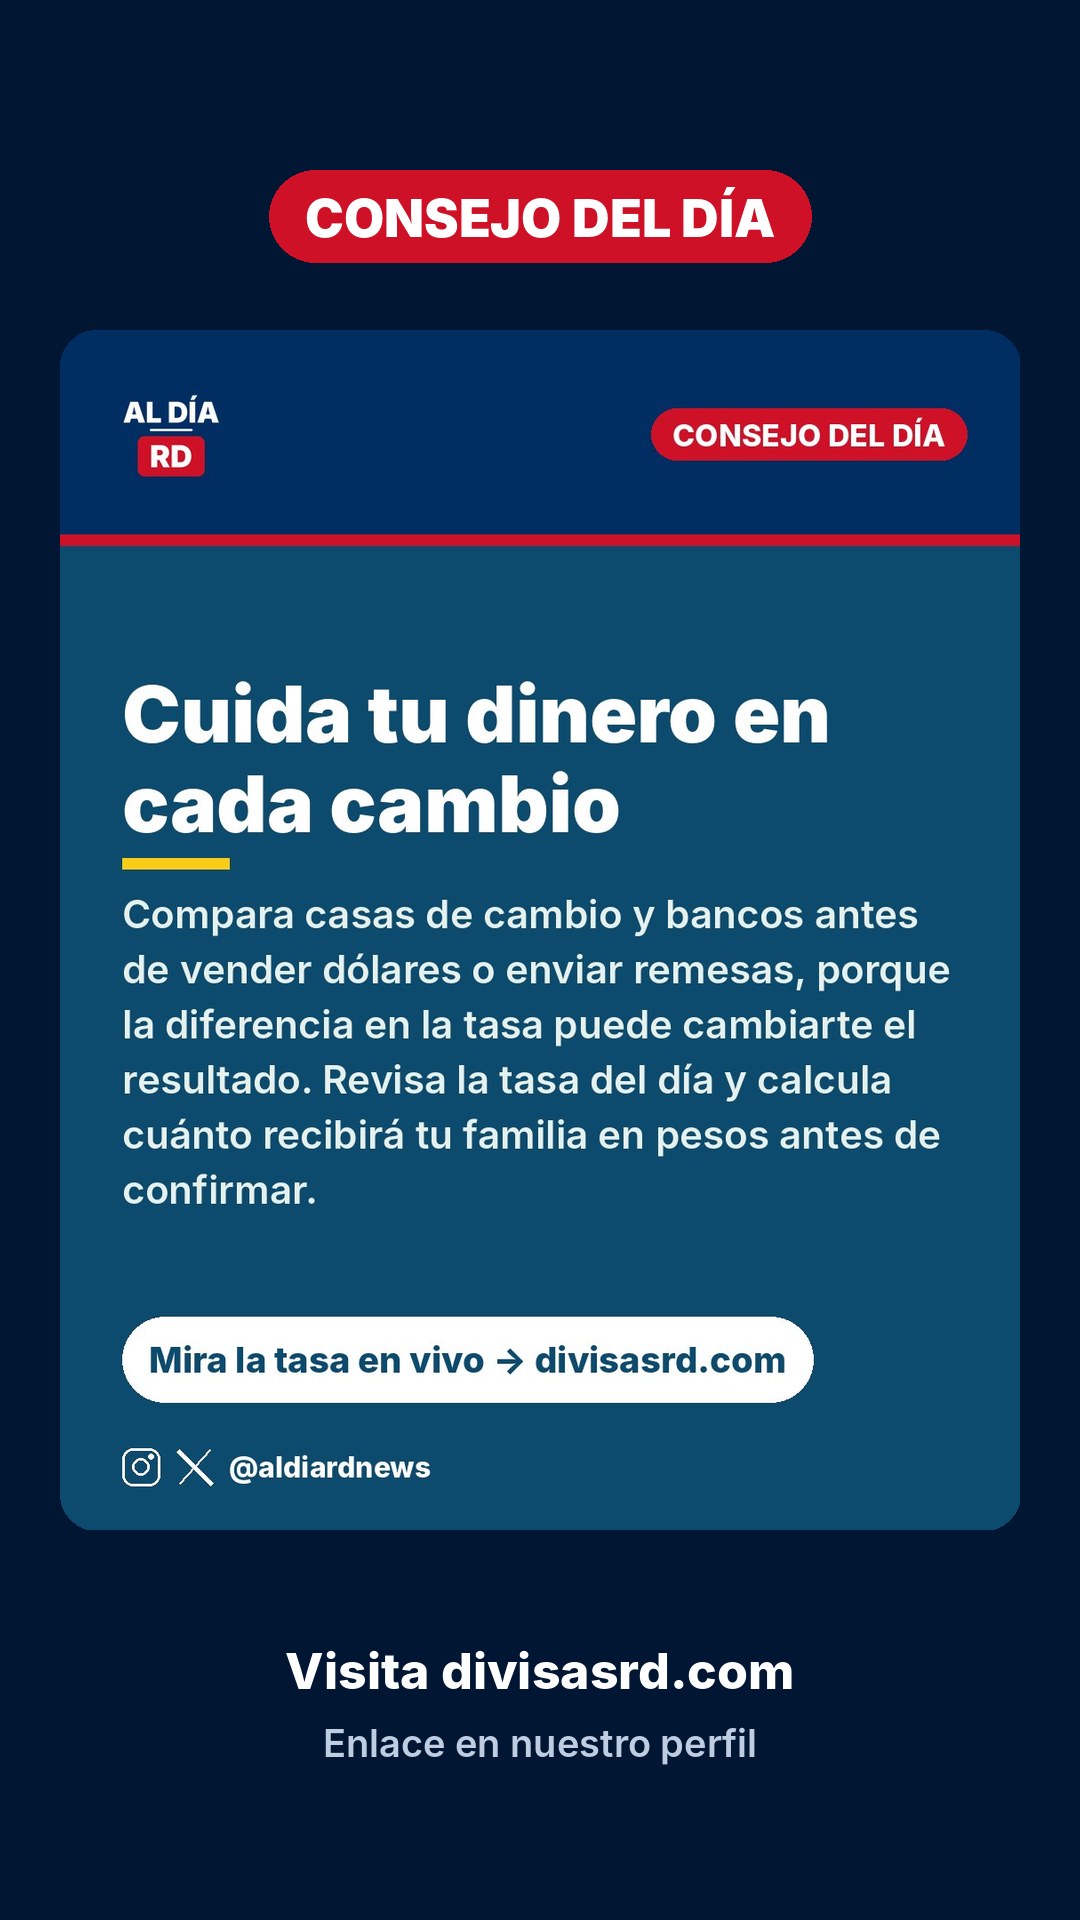 CONSEJO DEL DÍA
AL DÍA
RD
CONSEJO DEL DÍA
Cuida tu dinero en
cada cambio
Compara casas de cambio y bancos antes
de vender dólares o enviar remesas, porque
la diferencia en la tasa puede cambiarte el
resultado. Revisa la tasa del día y calcula
cuánto recibirá tu familia en pesos antes de
confirmar.
Mira la tasa en vivo → divisasrd.com
@aldiardnews
Visita divisasrd.com
Enlace en nuestro perfil